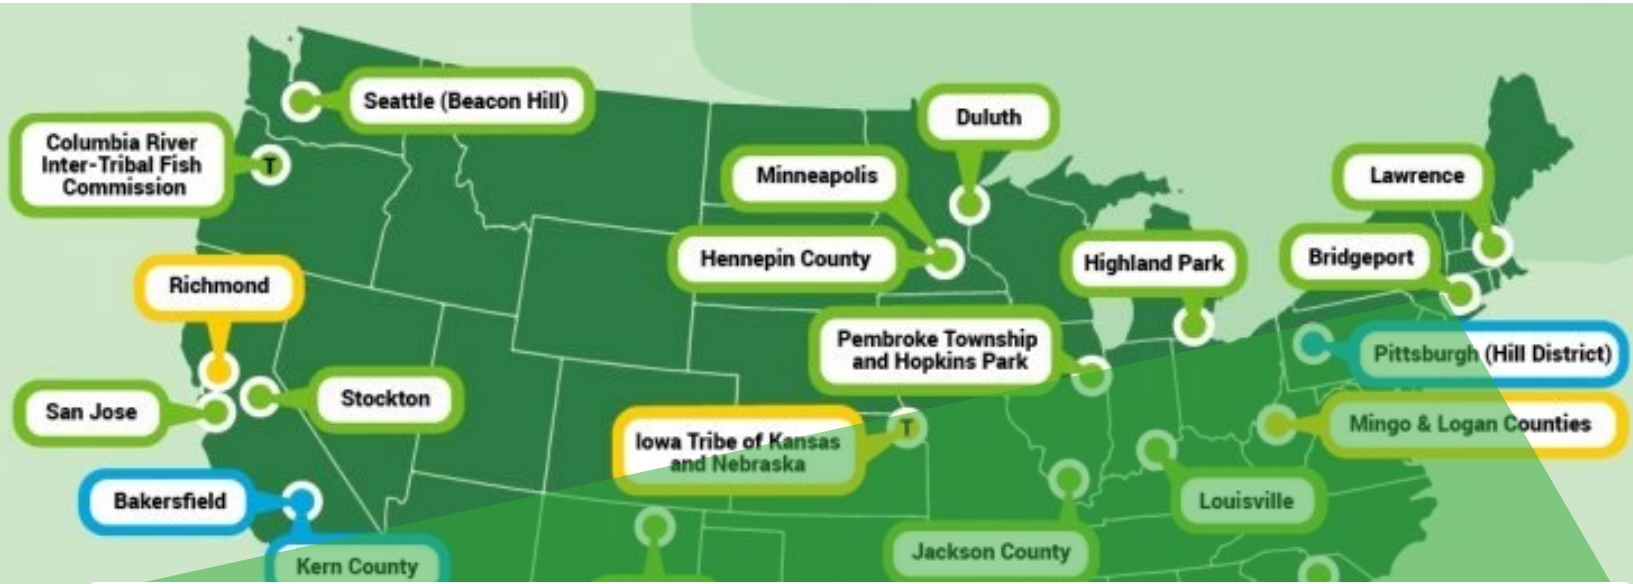 Seattle (Beacon Hill)
Columbia River
Inter-Tribal Fish
Commission
T
Duluth
Minneapolis
Hennepin County
Highland Park
Lawrence
Bridgeport
Richmond
Pembroke Township
and Hopkins Park
Pittsburgh (Hill District)
San Jose
Stockton
Iowa Tribe of Kansas
and Nebraska
T
Mingo & Logan Counties
Bakersfield
Louisville
Kern County
Jackson County